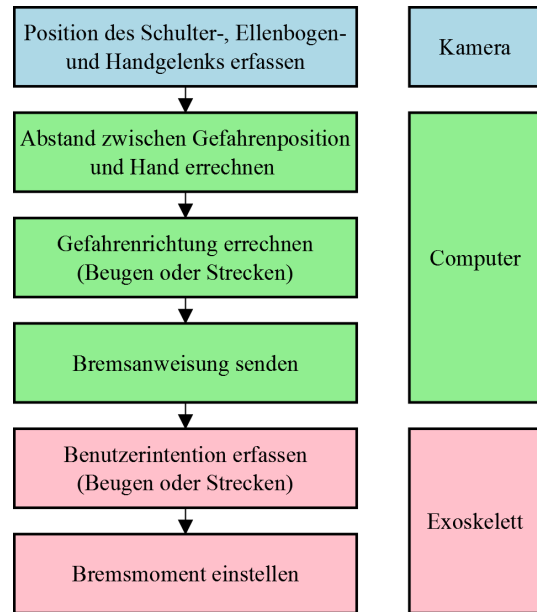 Position des Schulter-, Ellenbogen-
und Handgelenks erfassen
Kamera
Abstand zwischen Gefahrenposition
und Hand errechnen
Gefahrenrichtung errechnen
(Beugen oder Strecken)
Computer
Bremsanweisung senden
Benutzerintention erfassen
(Beugen oder Strecken)
Exoskelett
Bremsmoment einstellen